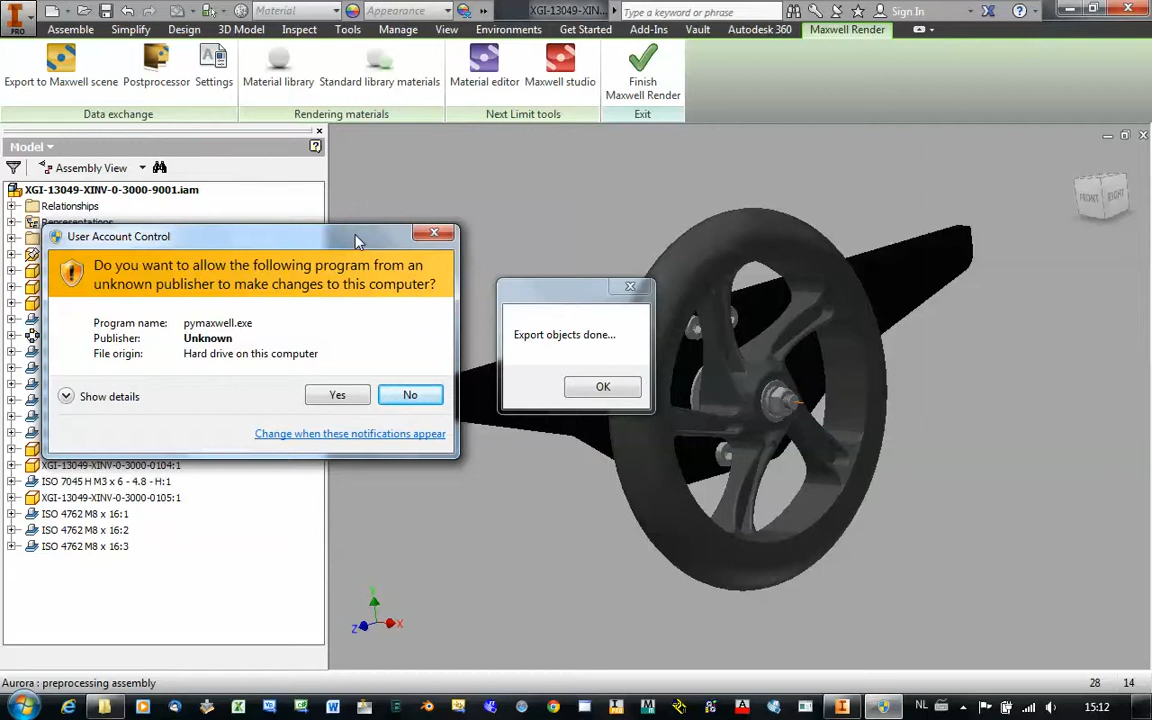 Material
Appearance
XGI-13049-XIN...
Type a keyword or phrase
Sign In
PRO
Assemble Simplify Design 3D Model Inspect Tools Manage View Environments Get Started Add-Ins Vault Autodesk 360 Maxwell Render
Export to Maxwell scene Postprocessor Settings Material library Standard library materials Material editor Maxwell studio Finish
Maxwell Render
Data exchange Rendering materials Next Limit tools Exit
Model
Assembly View
XGI-13049-XINV-0-3000-9001.iam
Relationships
Representations
FRONT RIGHT
User Account Control
Do you want to allow the following program from an
unknown publisher to make changes to this computer?
Program name: pymaxwell.exe
Publisher: Unknown
File origin: Hard drive on this computer
Show details
Yes
No
Change when these notifications appear
Export objects done...
OK
XGI-13049-XINV-0-3000-0104:1
ISO 7045 H M3 x 6 - 4.8 - H:1
XGI-13049-XINV-0-3000-0105:1
ISO 4762 M8 x 16:1
ISO 4762 M8 x 16:2
ISO 4762 M8 x 16:3
Y
Z
X
Aurora : preprocessing assembly
28 14
NL
15:12